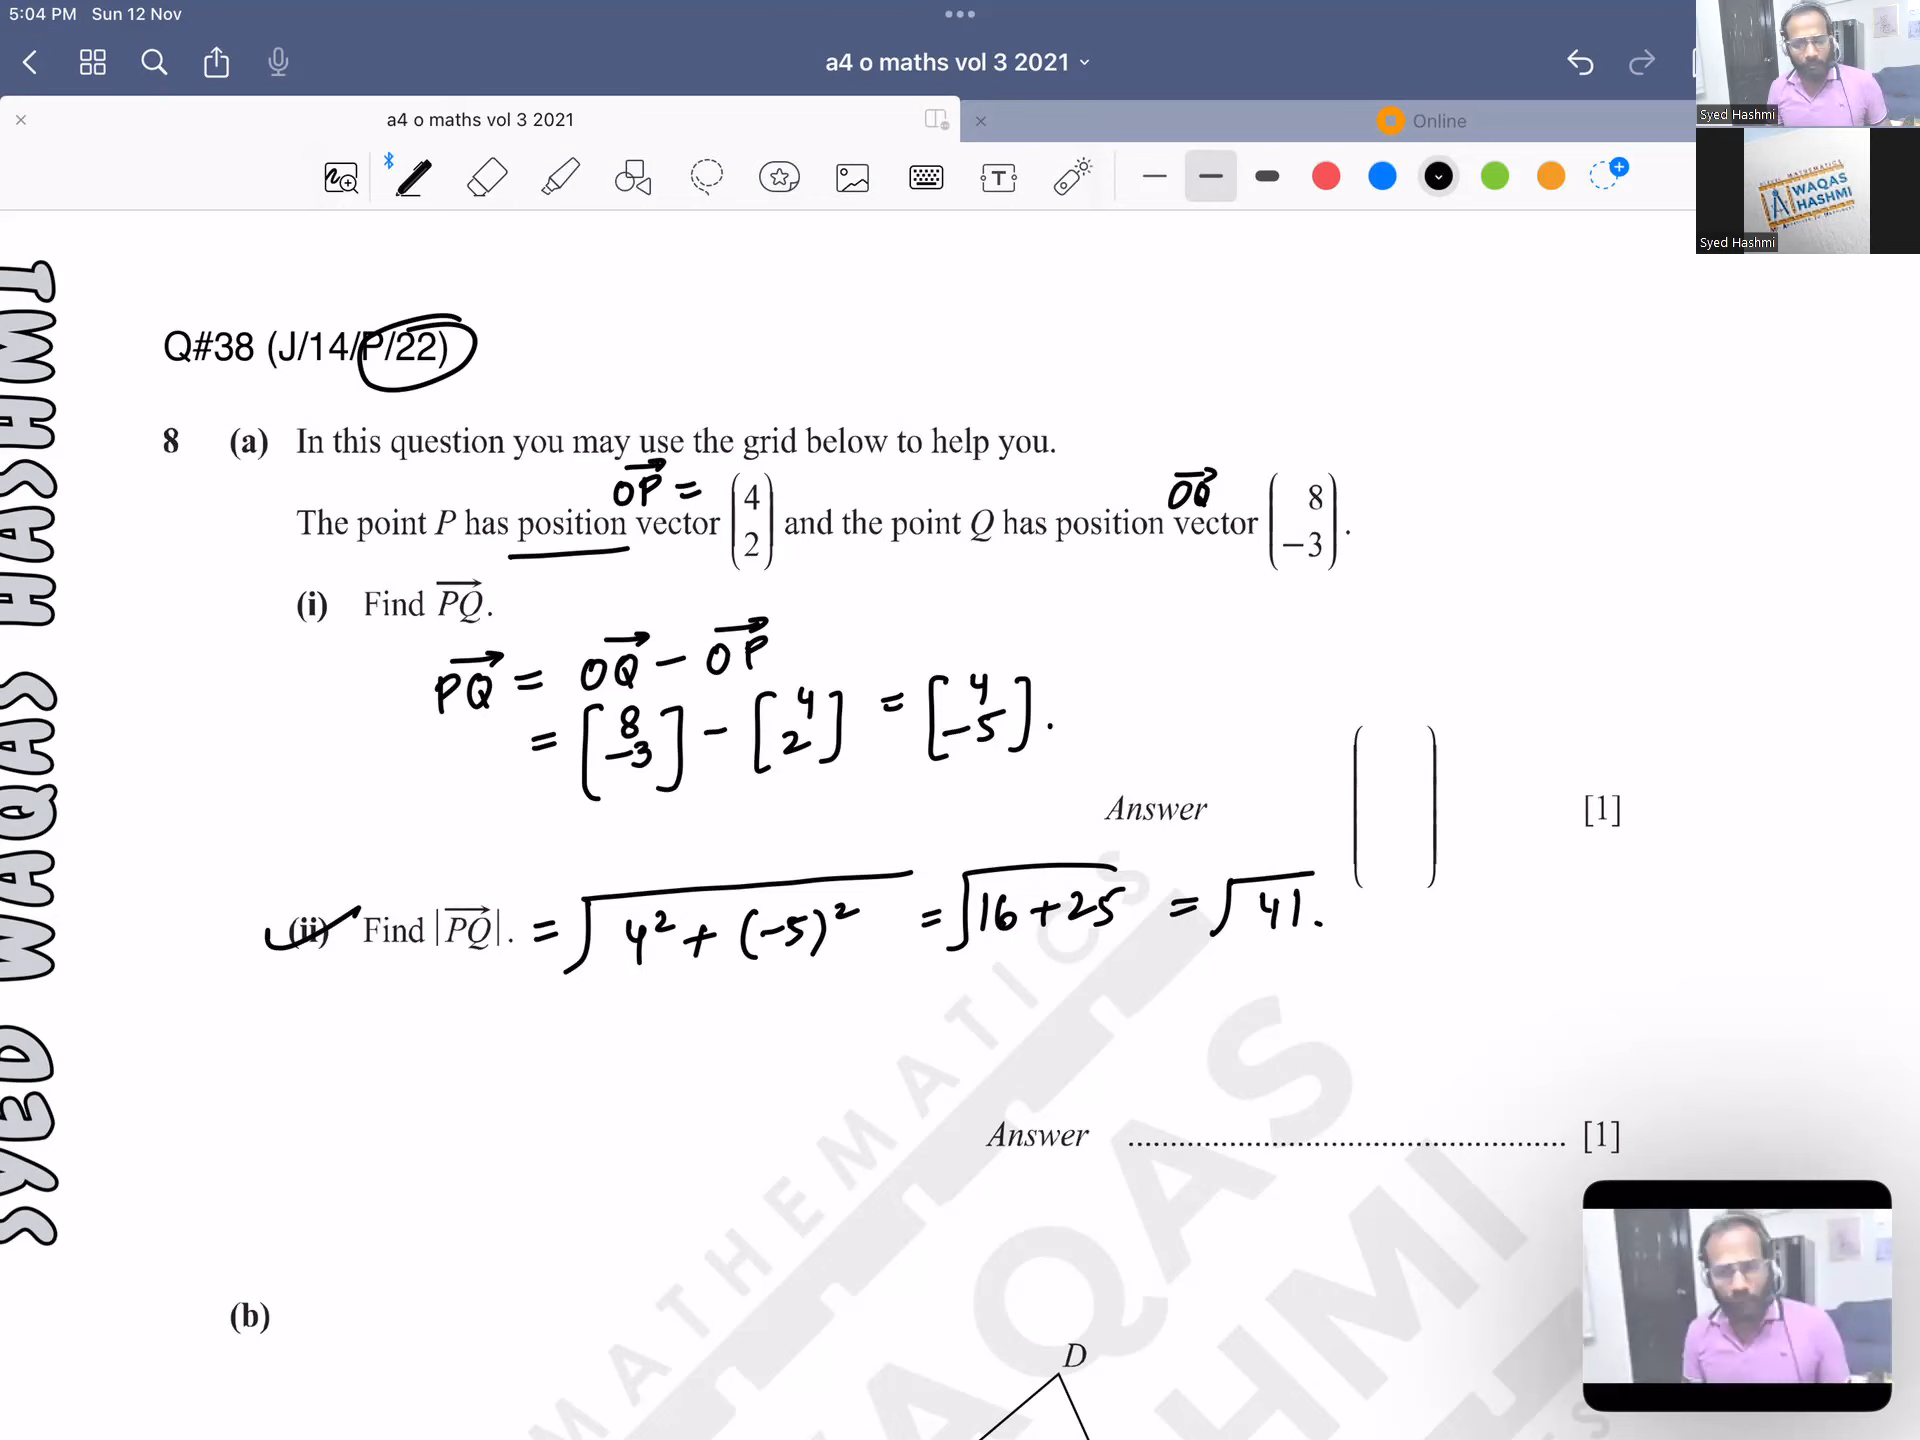 5:04 PM Sun 12 Nov
a4 o maths vol 3 2021
a4 o maths vol 3 2021
Online
Syed Hashmi
WAQAS
HASHMI
Syed Hashmi
SYED WAQAS HASHMI
Q#38 (J/14/P/22)
8 (a) In this question you may use the grid below to help you.
OP = OQ
The point P has position vector (4 2) and the point Q has position vector (8 −3).
(i) Find PQ.
PQ = OQ − OP
= [8 −3] − [4 2] = [4 −5].
Answer ( ) [1]
(ii) Find |PQ|. = √4² + (−5)² = √16 + 25 = √41.
Answer ........................................................ [1]
(b)
D
MATHEMATICS
WAQAS
HASHMI